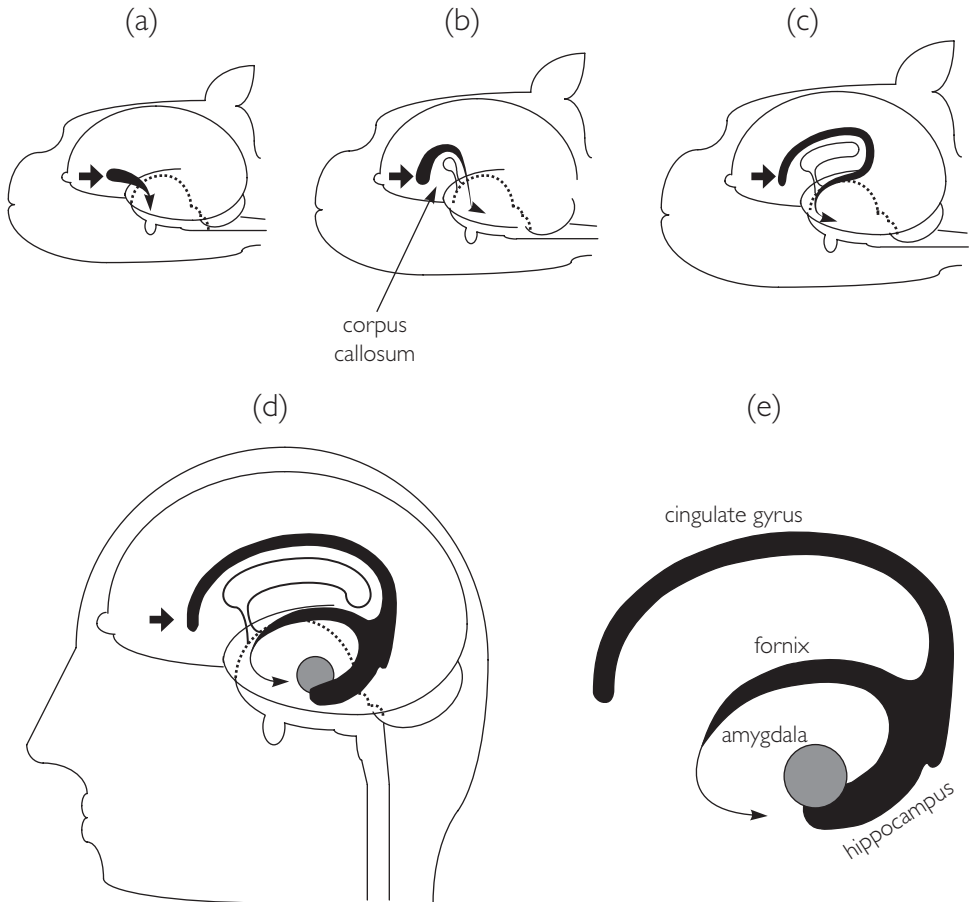 (a)
(b)
(c)
corpus
callosum
(d)
(e)
cingulate gyrus
fornix
amygdala
hippocampus